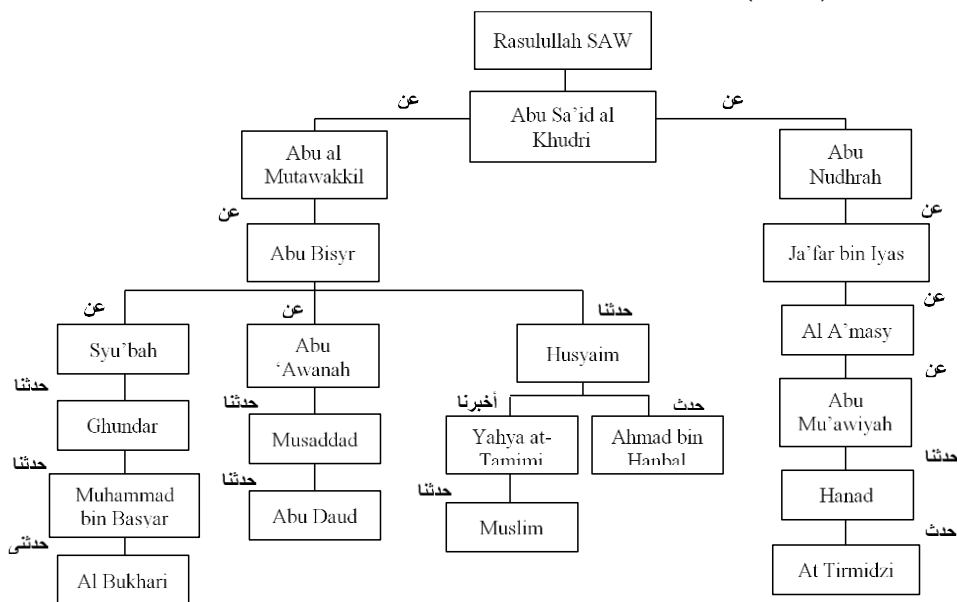 Rasulullah SAW
عن
Abu Sa’id al
Khudri
عن
Abu al
Mutawakkil
Abu
Nudhrah
عن
عن
Abu Bisyr
Ja’far bin Iyas
عن
عن
حدثنا
عن
Syu’bah
Abu
‘Awanah
Husyaim
Al A’masy
عن
حدثنا
حدثنا
أخبرنا
حدث
Ghundar
Musaddad
Yahya at-
Tamimi
Ahmad bin
Hanbal
Abu
Mu’awiyah
حدثنا
حدثنا
حدثنا
حدثنا
Muhammad
bin Basyar
Abu Daud
Muslim
Hanad
حدثنى
حدث
Al Bukhari
At Tirmidzi